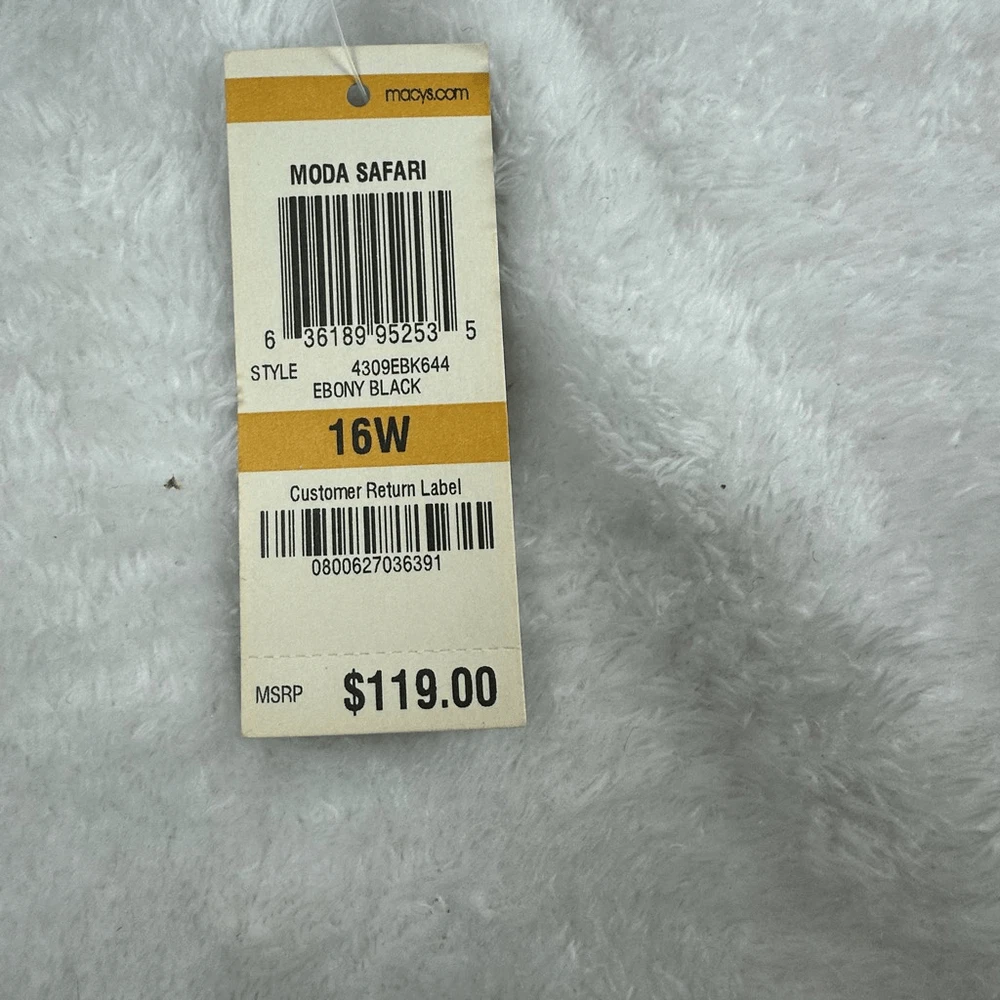 macys.com
MODA SAFARI
6 36189 95253 5
STYLE 4309EBK644
EBONY BLACK
16W
Customer Return Label
0800627036391
MSRP $119.00